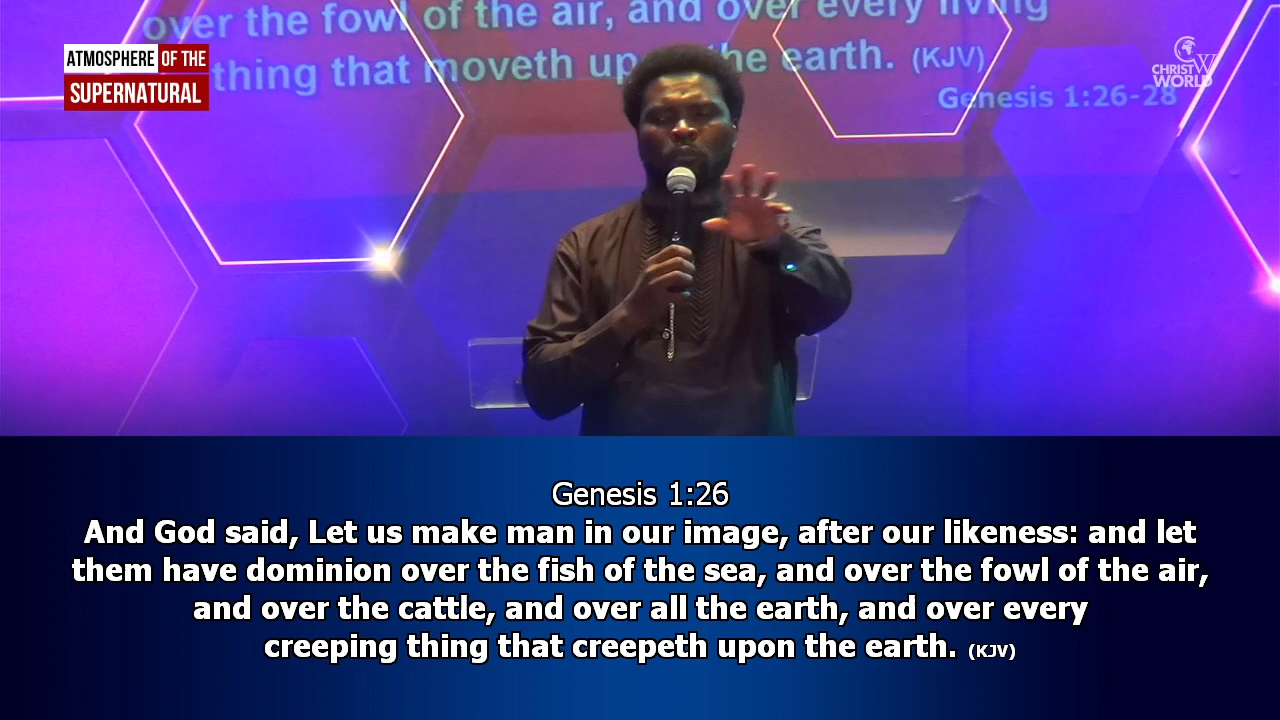 over the fowl of the air, and over every living
thing that moveth upon the earth. (KJV)
Genesis 1:26-28
ATMOSPHERE OF THE
SUPERNATURAL
CHRIST
WORLD
Genesis 1:26
And God said, Let us make man in our image, after our likeness: and let
them have dominion over the fish of the sea, and over the fowl of the air,
and over the cattle, and over all the earth, and over every
creeping thing that creepeth upon the earth. (KJV)